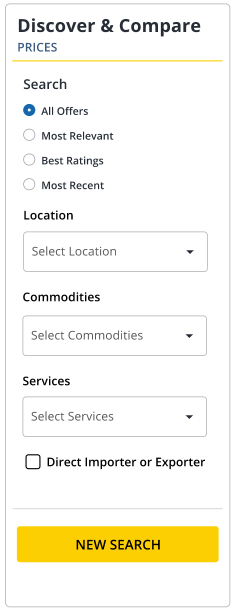 Discover & Compare
PRICES
Search
All Offers
Most Relevant
Best Ratings
Most Recent
Location
Select Location
Commodities
Select Commodities
Services
Select Services
Direct Importer or Exporter
NEW SEARCH